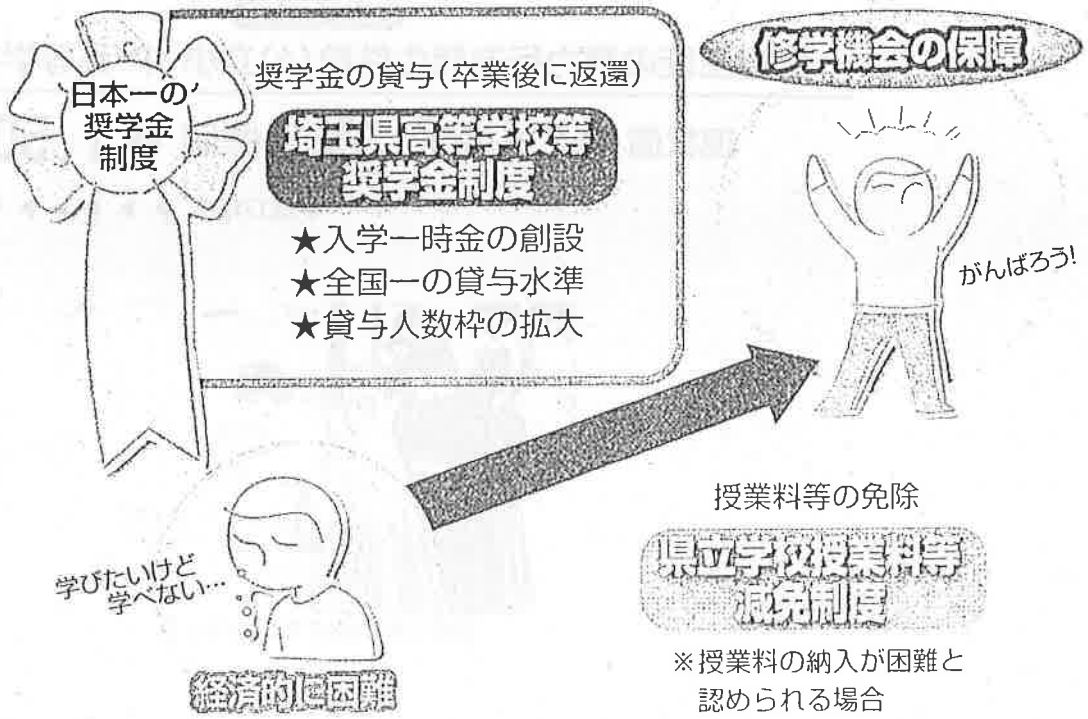 日本一の
奨学金
制度
奨学金の貸与(卒業後に返還)
埼玉県高等学校等
奨学金制度
★入学一時金の創設
★全国一の貸与水準
★貸与人数枠の拡大
修学機会の保障
がんばろう!
学びたいけど
学べない…
経済的に困難
授業料等の免除
県立学校授業料等
減免制度
※授業料の納入が困難と
認められる場合